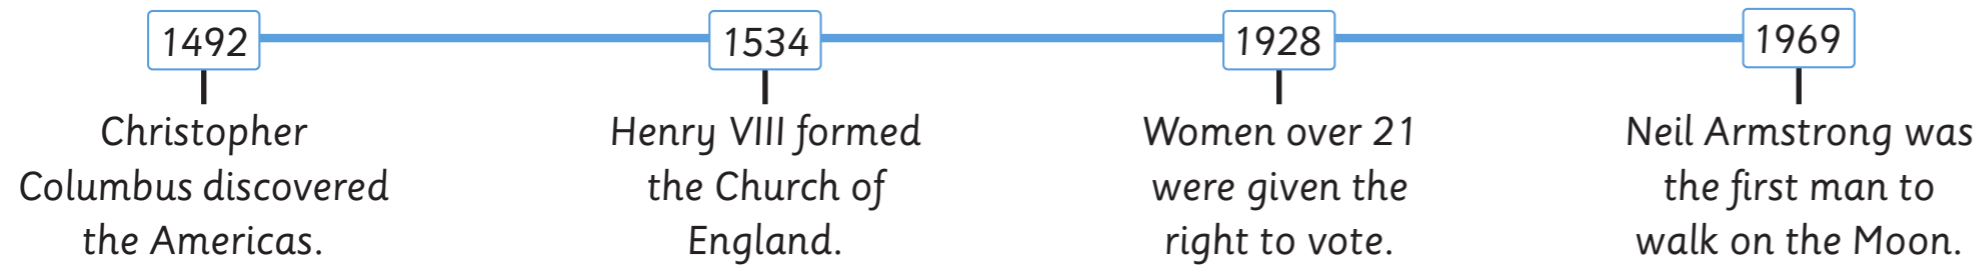 1492
Christopher
Columbus discovered
the Americas.
1534
Henry VIII formed
the Church of
England.
1928
Women over 21
were given the
right to vote.
1969
Neil Armstrong was
the first man to
walk on the Moon.